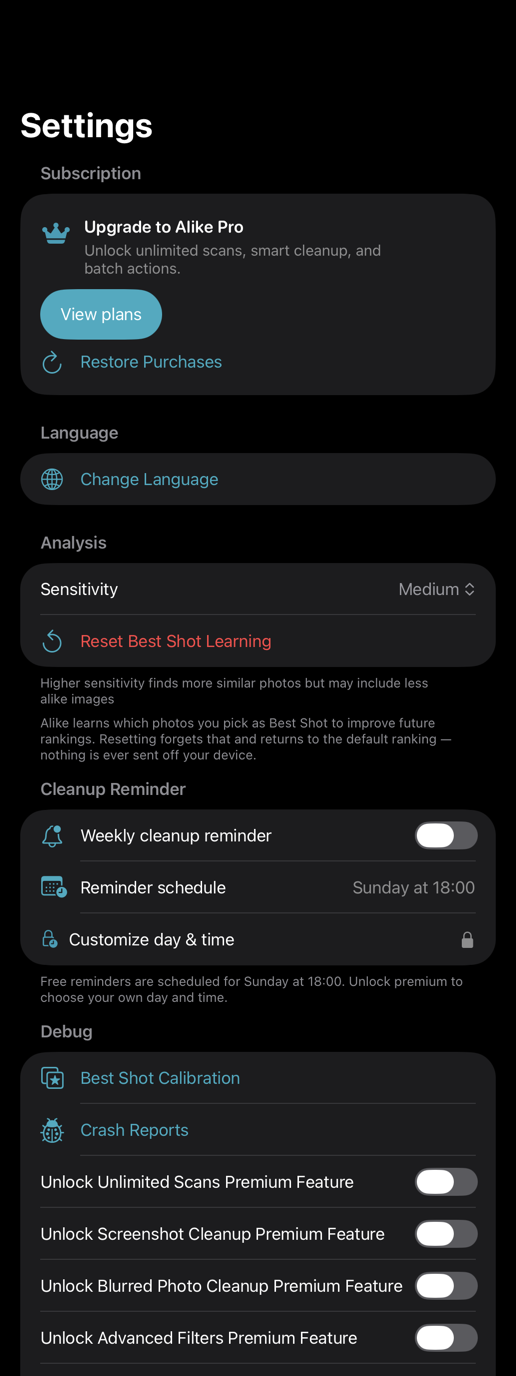 Settings
Subscription
Upgrade to Alike Pro
Unlock unlimited scans, smart cleanup, and
batch actions.
View plans
Restore Purchases
Language
Change Language
Analysis
Sensitivity
Medium
Reset Best Shot Learning
Higher sensitivity finds more similar photos but may include less
alike images
Alike learns which photos you pick as Best Shot to improve future
rankings. Resetting forgets that and returns to the default ranking —
nothing is ever sent off your device.
Cleanup Reminder
Weekly cleanup reminder
Reminder schedule
Sunday at 18:00
Customize day & time
Free reminders are scheduled for Sunday at 18:00. Unlock premium to
choose your own day and time.
Debug
Best Shot Calibration
Crash Reports
Unlock Unlimited Scans Premium Feature
Unlock Screenshot Cleanup Premium Feature
Unlock Blurred Photo Cleanup Premium Feature
Unlock Advanced Filters Premium Feature